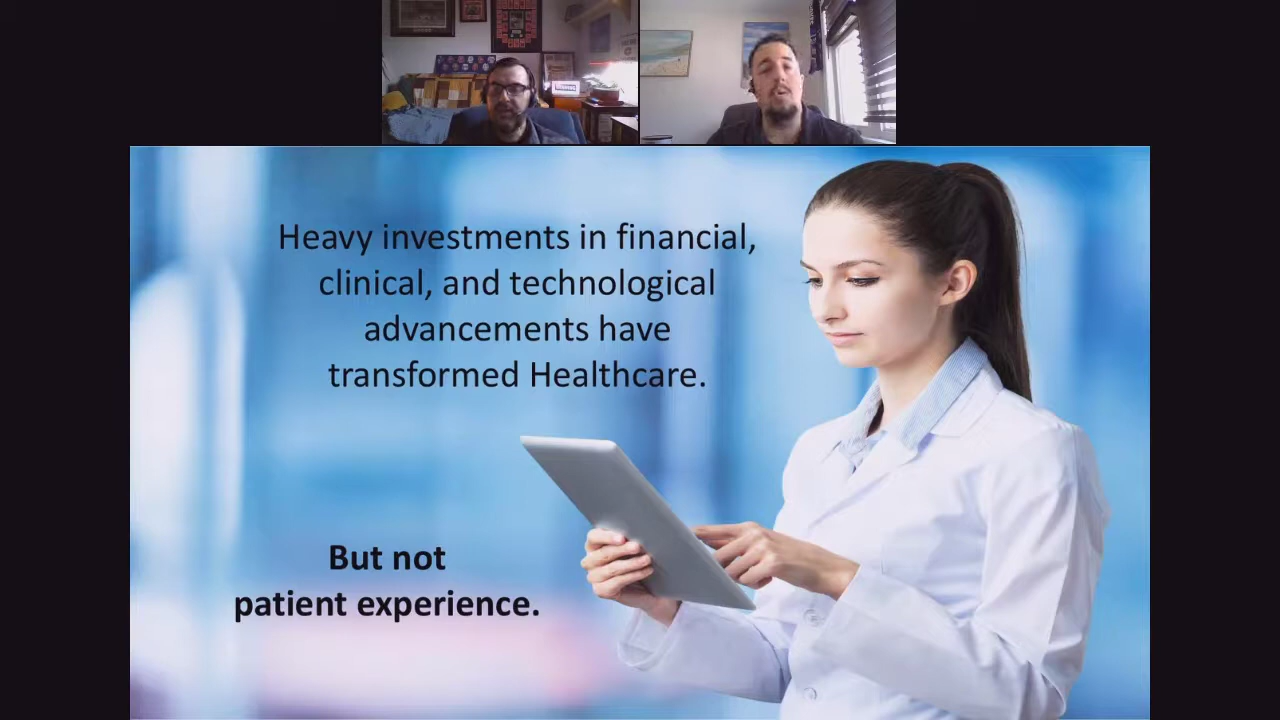 Heavy investments in financial,
clinical, and technological
advancements have
transformed Healthcare.
But not
patient experience.